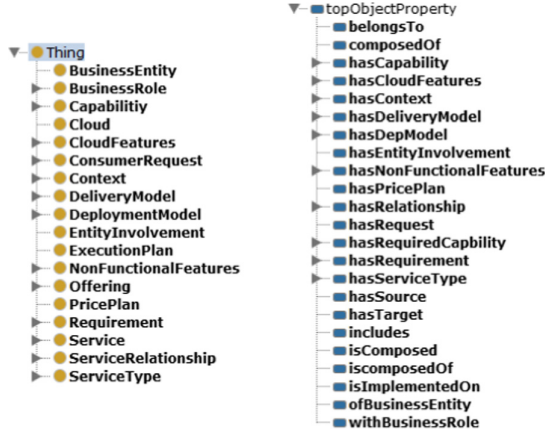 Thing
BusinessEntity
BusinessRole
Capabilitiy
Cloud
CloudFeatures
ConsumerRequest
Context
DeliveryModel
DeploymentModel
EntityInvolvement
ExecutionPlan
NonFunctionalFeatures
Offering
PricePlan
Requirement
Service
ServiceRelationship
ServiceType
topObjectProperty
belongsTo
composedOf
hasCapability
hasCloudFeatures
hasContext
hasDeliveryModel
hasDepModel
hasEntityInvolvement
hasNonFunctionalFeatures
hasPricePlan
hasRelationship
hasRequest
hasRequiredCapbility
hasRequirement
hasServiceType
hasSource
hasTarget
includes
isComposed
iscomposedOf
isImplementedOn
ofBusinessEntity
withBusinessRole